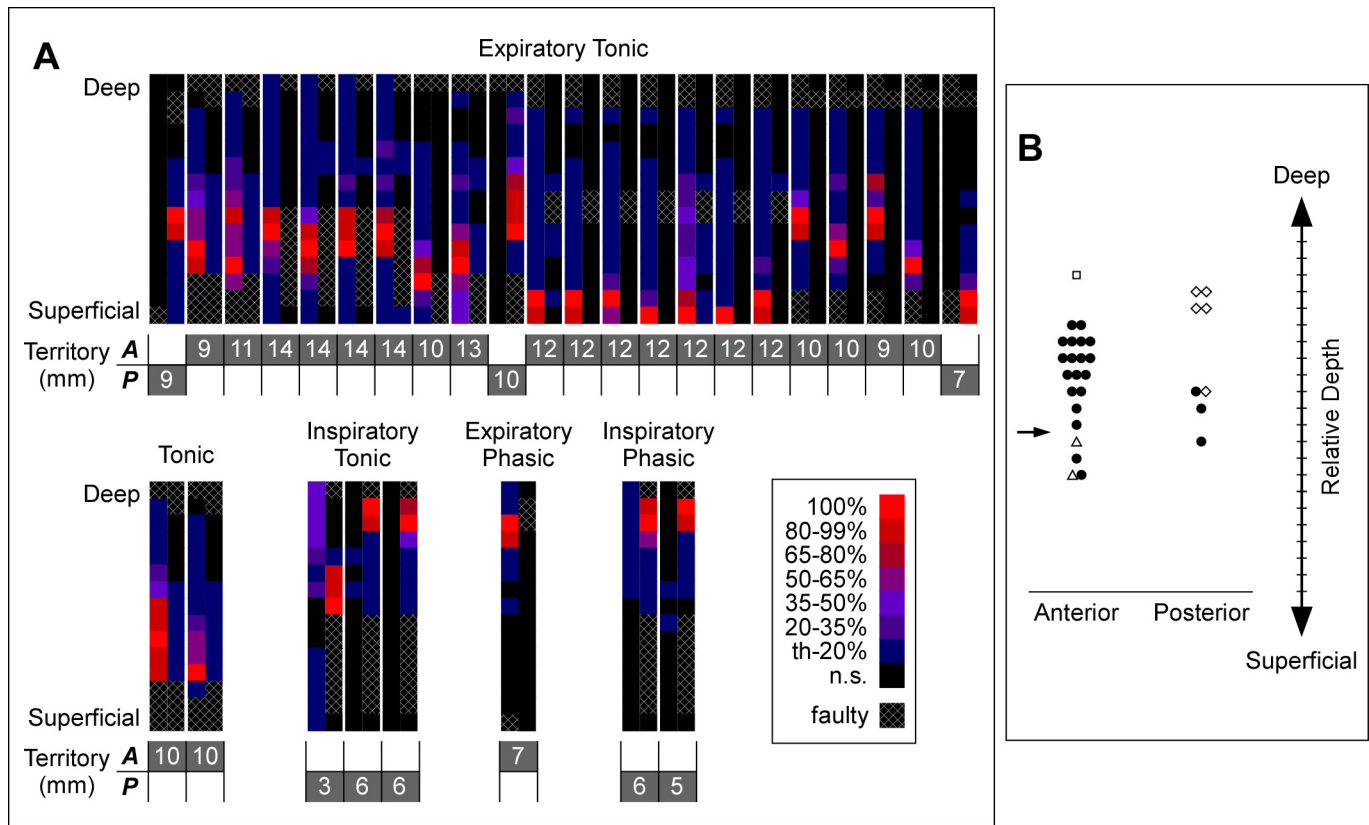 A
Expiratory Tonic
Deep
Superficial
Territory A 9 11 14 14 14 14 10 13 12 12 12 12 12 12 12 10 10 9 10
(mm) P 9 10 7
Tonic
Inspiratory
Tonic
Expiratory
Phasic
Inspiratory
Phasic
Deep
Superficial
Territory A 10 10 7
(mm) P 3 6 6 6 5
100%
80-99%
65-80%
50-65%
35-50%
20-35%
th-20%
n.s.
faulty
B
Deep
Relative Depth
Anterior Posterior
Superficial